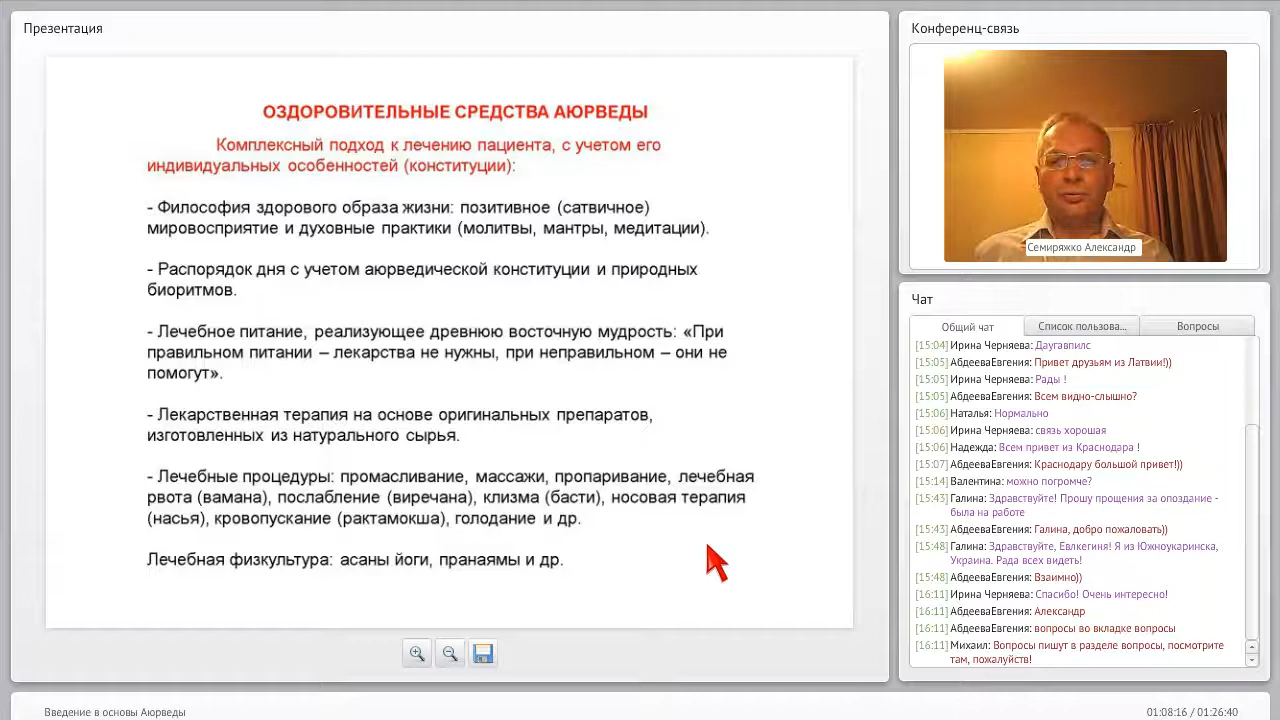 Презентация
ОЗДОРОВИТЕЛЬНЫЕ СРЕДСТВА АЮРВЕДЫ
Комплексный подход к лечению пациента, с учетом его
индивидуальных особенностей (конституции):
- Философия здорового образа жизни: позитивное (сатвичное)
мировосприятие и духовные практики (молитвы, мантры, медитации).
- Распорядок дня с учетом аюрведической конституции и природных
биоритмов.
- Лечебное питание, реализующее древнюю восточную мудрость: «При
правильном питании – лекарства не нужны, при неправильном – они не
помогут».
- Лекарственная терапия на основе оригинальных препаратов,
изготовленных из натурального сырья.
- Лечебные процедуры: промасливание, массажи, пропаривание, лечебная
рвота (вамана), послабление (виречана), клизма (басти), носовая терапия
(насья), кровопускание (рактамокша), голодание и др.
Лечебная физкультура: асаны йоги, пранаямы и др.
Конференц-связь
Семиряжко Александр
Чат
Общий чат
Список пользова...
Вопросы
[15:04] Ирина Черняева: Даугавпилс
[15:05] АбдееваЕвгения: Привет друзьям из Латвии!))
[15:05] Ирина Черняева: Рады !
[15:05] АбдееваЕвгения: Всем видно-слышно?
[15:06] Наталья: Нормально
[15:06] Ирина Черняева: связь хорошая
[15:06] Надежда: Всем привет из Краснодара !
[15:07] АбдееваЕвгения: Краснодару большой привет!))
[15:14] Валентина: можно погромче?
[15:43] Галина: Здравствуйте! Прошу прощения за опоздание -
была на работе
[15:43] АбдееваЕвгения: Галина, добро пожаловать))
[15:48] Галина: Здравствуйте, Евлкегиня! Я из Южноукаринска,
Украина. Рада всех видеть!
[15:48] АбдееваЕвгения: Взаимно))
[16:11] Ирина Черняева: Спасибо! Очень интересно!
[16:11] АбдееваЕвгения: Александр
[16:11] АбдееваЕвгения: вопросы во вкладке вопросы
[16:11] Михаил: Вопросы пишут в разделе вопросы, посмотрите
там, пожалуйств!
Введение в основы Аюрведы
01:08:16 / 01:26:40